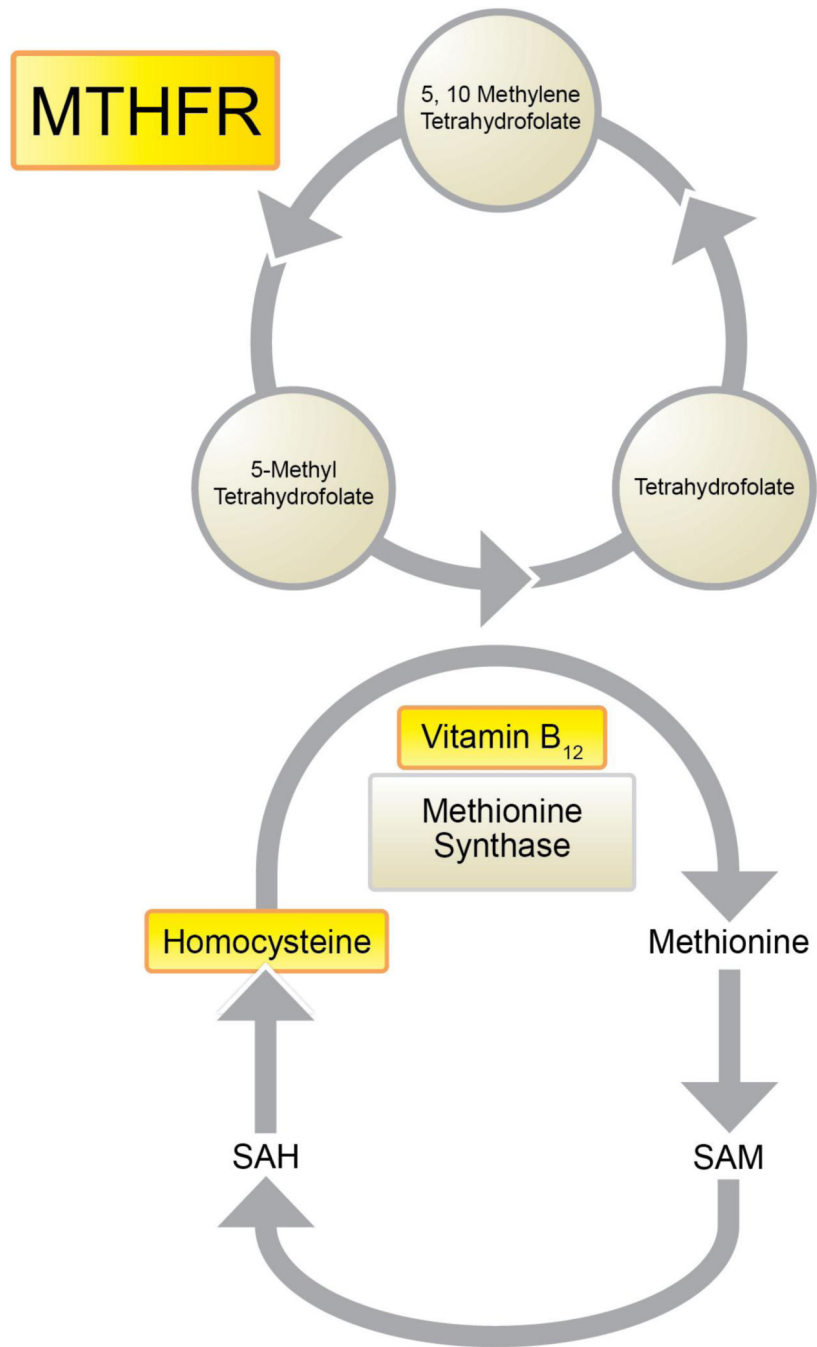 MTHFR
5, 10 Methylene
Tetrahydrofolate
5-Methyl
Tetrahydrofolate
Tetrahydrofolate
Vitamin B₁₂
Methionine
Synthase
Homocysteine
Methionine
SAH
SAM